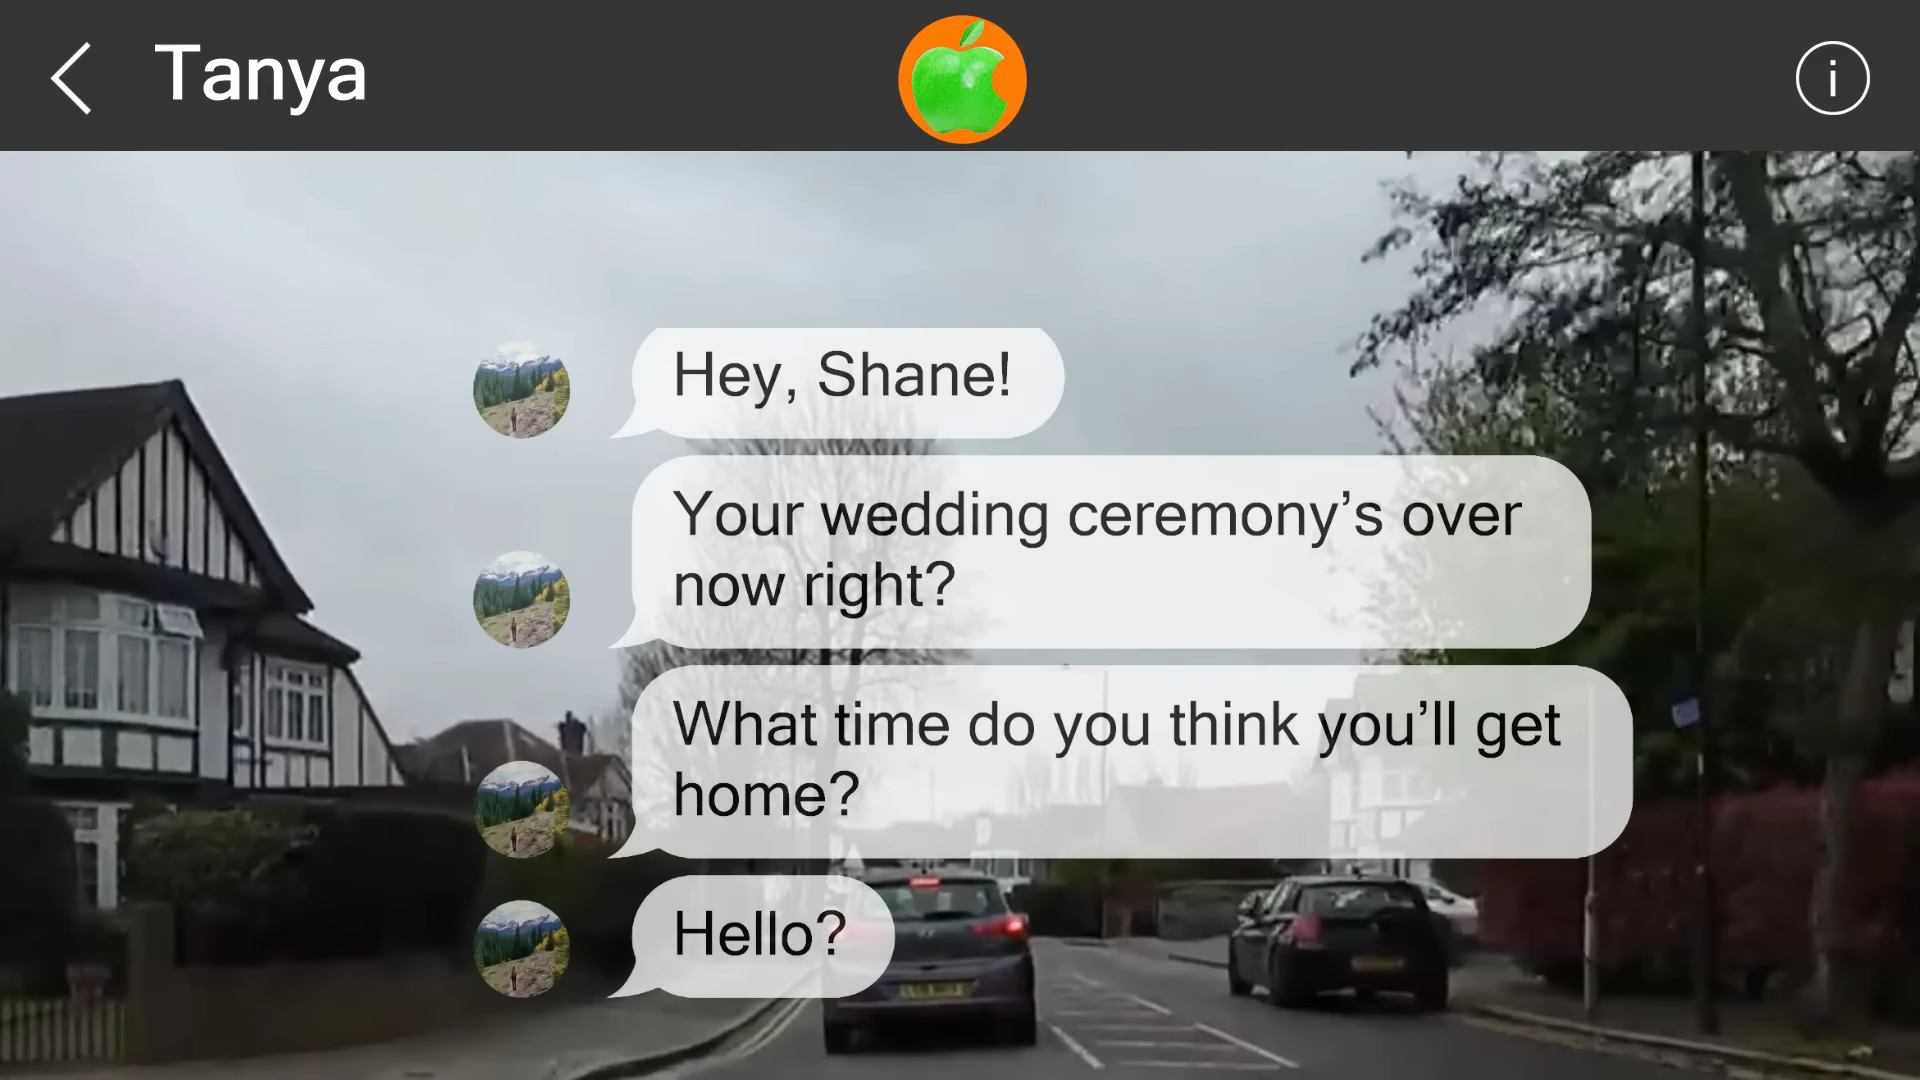 Tanya
Hey, Shane!
Your wedding ceremony’s over
now right?
What time do you think you’ll get
home?
Hello?